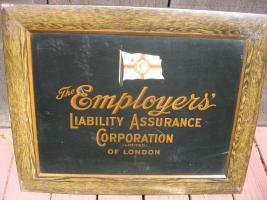 The Employers'
LIABILITY ASSURANCE
CORPORATION
(LIMITED)
OF LONDON